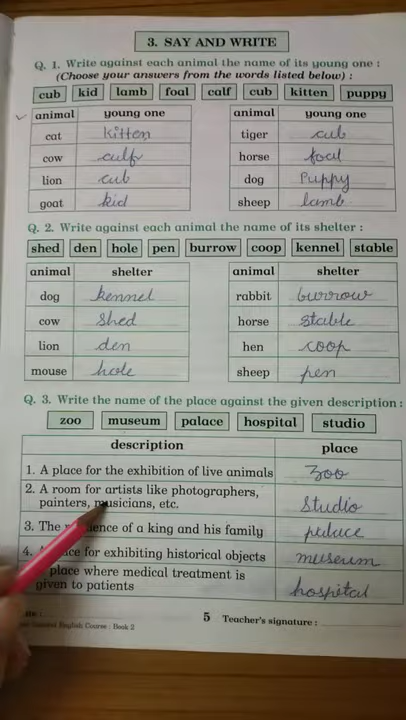 3. SAY AND WRITE
Q. 1. Write against each animal the name of its young one :
(Choose your answers from the words listed below) :
cub kid lamb foal calf cub kitten puppy
animal young one animal young one
cat kitten tiger cub
cow culf horse foal
lion cub dog Puppy
goat kid sheep lamb
Q. 2. Write against each animal the name of its shelter :
shed den hole pen burrow coop kennel stable
animal shelter animal shelter
dog kennel rabbit burrow
cow shed horse stable
lion den hen coop
mouse hole sheep pen
Q. 3. Write the name of the place against the given description :
zoo museum palace hospital studio
description place
1. A place for the exhibition of live animals zoo
2. A room for artists like photographers,
painters, musicians, etc. studio
3. The ence of a king and his family palace
4. ce for exhibiting historical objects museum
place where medical treatment is
given to patients hospital
5 Teacher's signature :
General English Course : Book 2